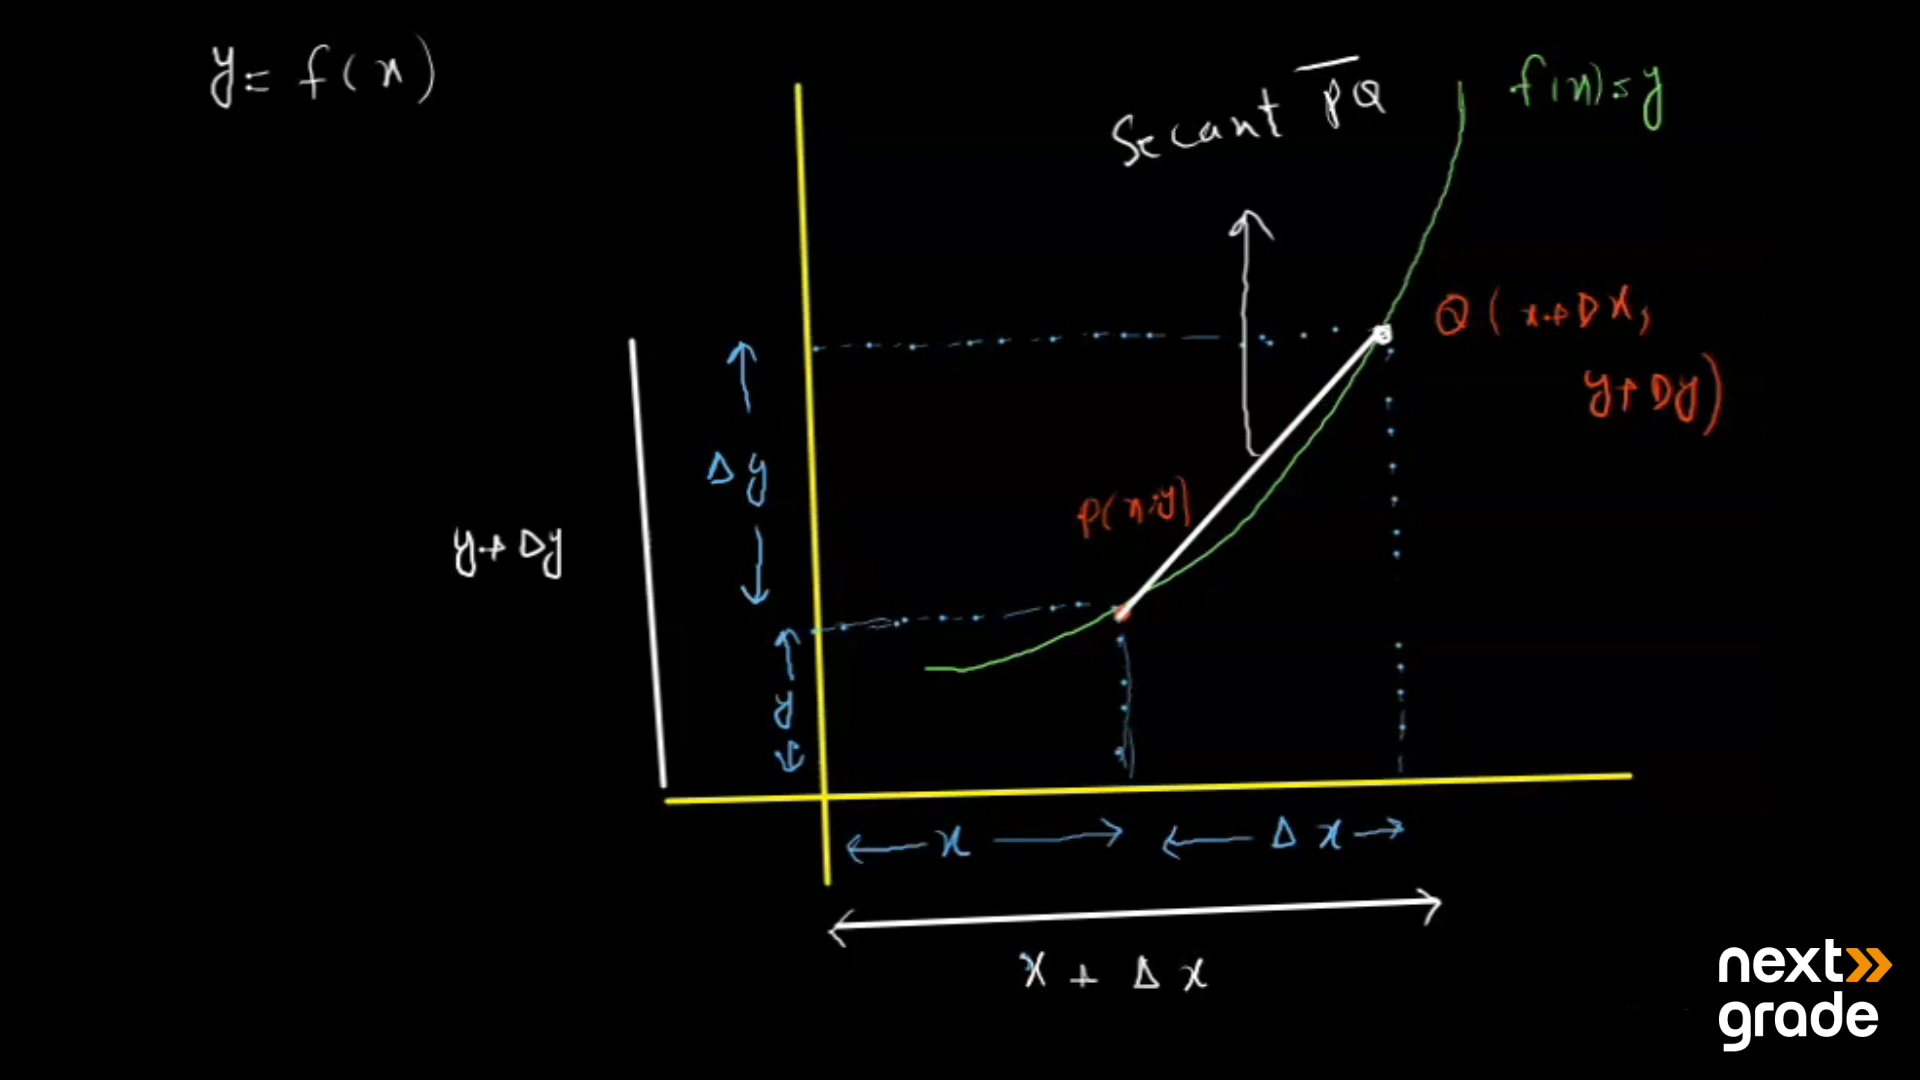 y = f(x)
Secant PQ
f(x) = y
Q(x+Δx,
y+Δy)
Δy
P(x,y)
y+Δy
y
x
Δx
x + Δx
next
grade